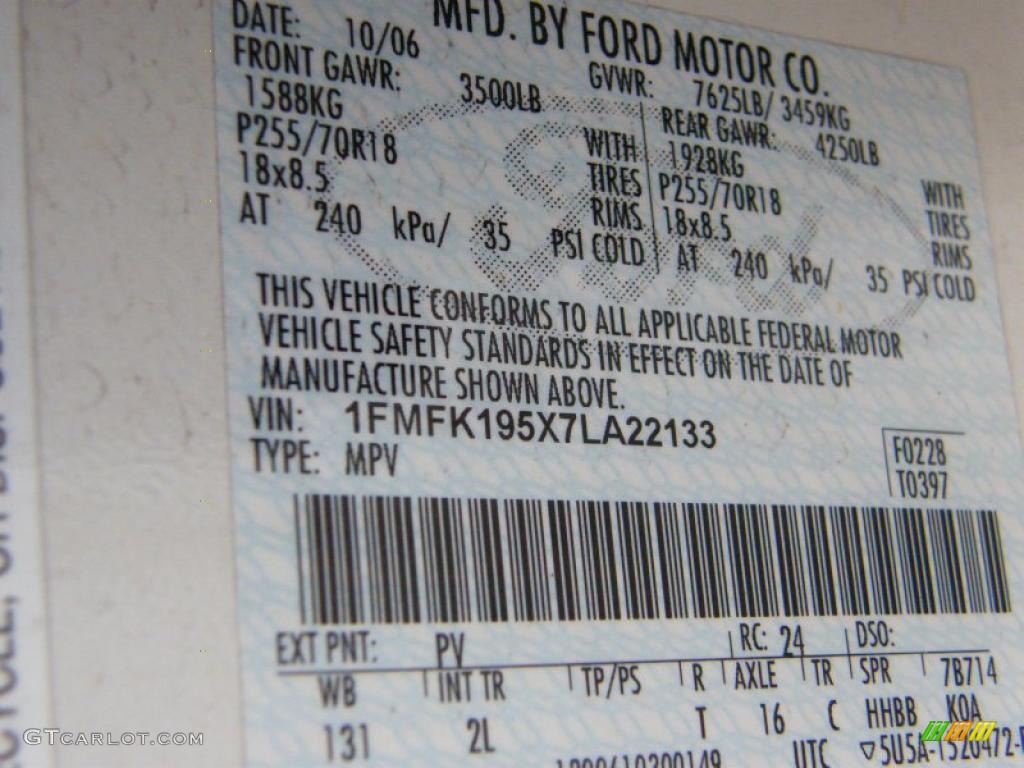 MFD. BY FORD MOTOR CO.
DATE: 10/06 GVWR: 7625LB/ 3459KG
FRONT GAWR: 3500LB REAR GAWR: 4250LB
1588KG WITH 1928KG WITH
P255/70R18 TIRES P255/70R18 TIRES
18x8.5 RIMS 18x8.5 RIMS
AT 240 kPa/ 35 PSI COLD AT 240 kPa/ 35 PSI COLD
THIS VEHICLE CONFORMS TO ALL APPLICABLE FEDERAL MOTOR
VEHICLE SAFETY STANDARDS IN EFFECT ON THE DATE OF
MANUFACTURE SHOWN ABOVE.
VIN: 1FMFK195X7LA22133
TYPE: MPV
F0228
T0397
EXT PNT: PV RC: 24 DSO:
WB INT TR TP/PS R AXLE TR SPR 7B714
131 2L T 16 C HHBB KOA
UTC ▽5U5A-1520472-
GTCARLOT.COM